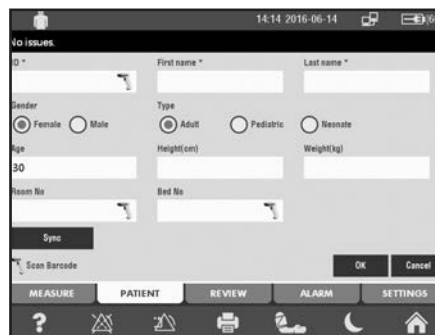 14:14 2016-06-14
No issues.
ID * First name * Last name *
Gender Type
Female Male Adult Pediatric Neonate
Age Height(cm) Weight(kg)
30
Room No Bed No
Sync
Scan Barcode OK Cancel
MEASURE PATIENT REVIEW ALARM SETTINGS
?